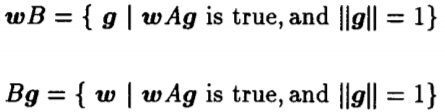 wB = { g | wAg is true, and ||g|| = 1}
Bg = { w | wAg is true, and ||g|| = 1}